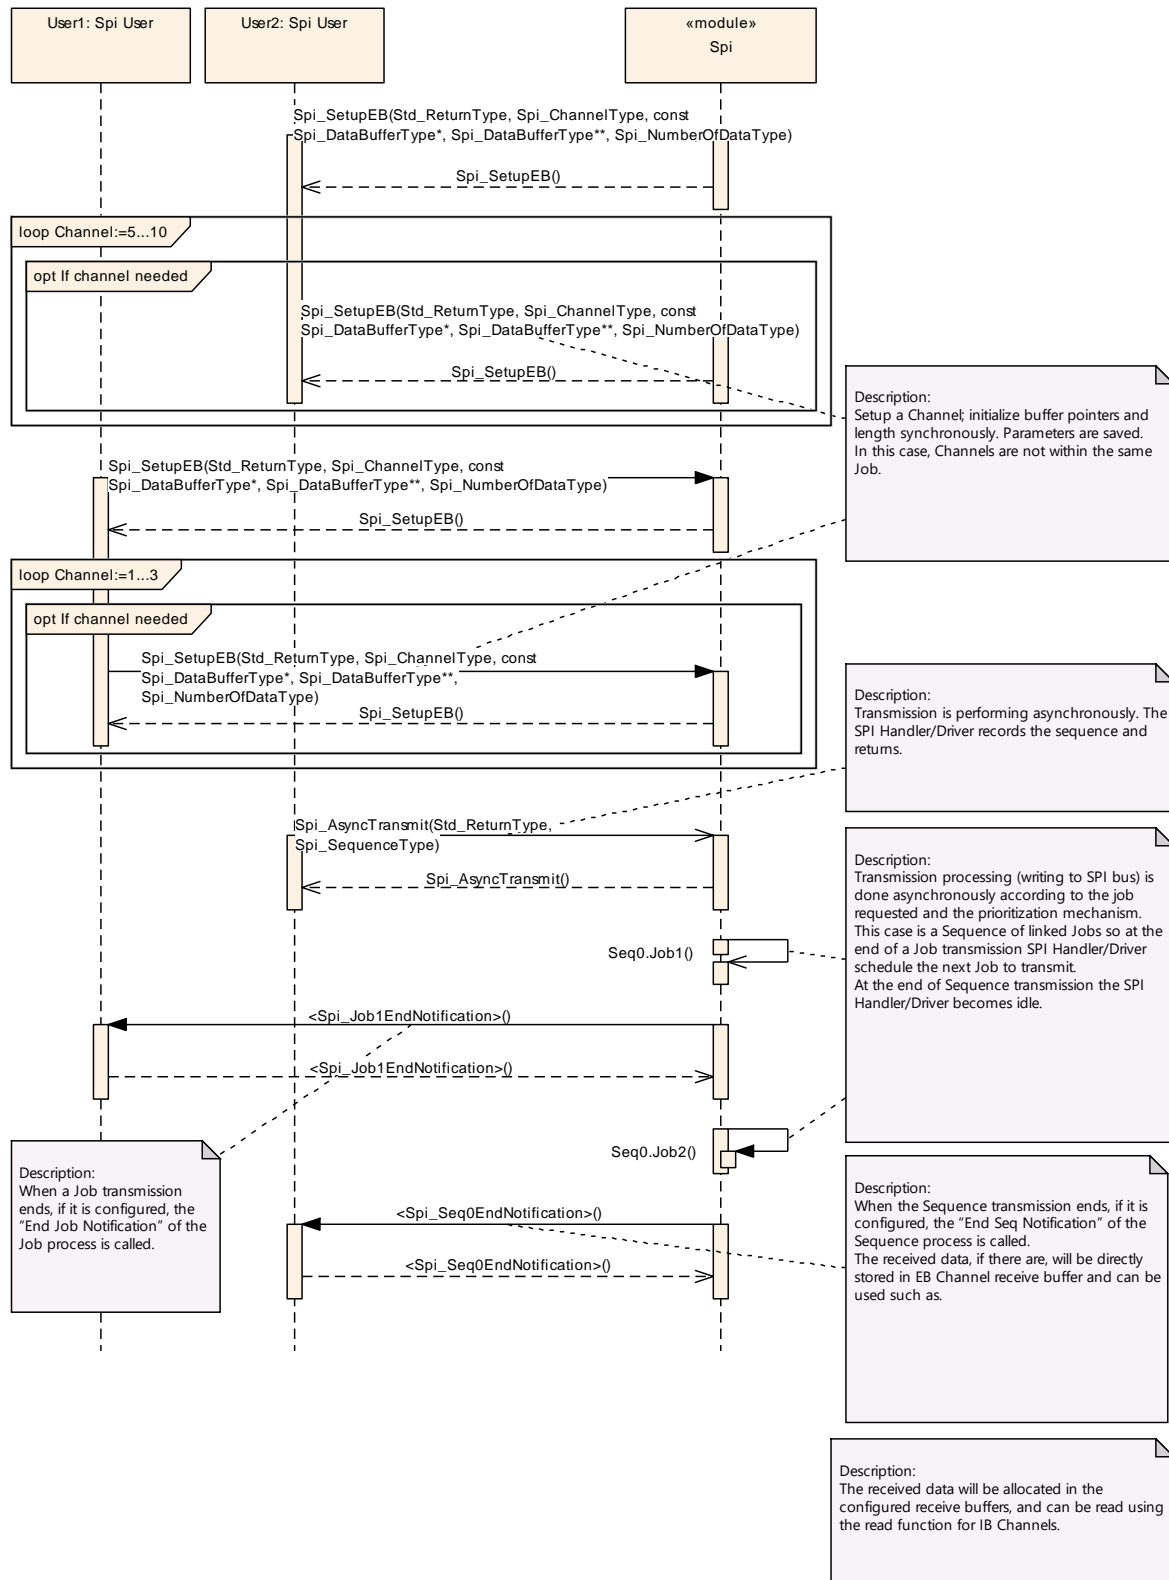 User1: Spi User
User2: Spi User
«module»
Spi
Spi_SetupEB(Std_ReturnType, Spi_ChannelType, const
Spi_DataBufferType*, Spi_DataBufferType**, Spi_NumberOfDataType)
Spi_SetupEB()
loop Channel:=5...10
opt If channel needed
Spi_SetupEB(Std_ReturnType, Spi_ChannelType, const
Spi_DataBufferType*, Spi_DataBufferType**, Spi_NumberOfDataType)
Spi_SetupEB()
Description:
Setup a Channel; initialize buffer pointers and
length synchronously. Parameters are saved.
In this case, Channels are not within the same
Job.
Spi_SetupEB(Std_ReturnType, Spi_ChannelType, const
Spi_DataBufferType*, Spi_DataBufferType**, Spi_NumberOfDataType)
Spi_SetupEB()
loop Channel:=1...3
opt If channel needed
Spi_SetupEB(Std_ReturnType, Spi_ChannelType, const
Spi_DataBufferType*, Spi_DataBufferType**,
Spi_NumberOfDataType)
Spi_SetupEB()
Description:
Transmission is performing asynchronously. The
SPI Handler/Driver records the sequence and
returns.
Spi_AsyncTransmit(Std_ReturnType,
Spi_SequenceType)
Spi_AsyncTransmit()
Description:
Transmission processing (writing to SPI bus) is
done asynchronously according to the job
requested and the prioritization mechanism.
This case is a Sequence of linked Jobs so at the
end of a Job transmission SPI Handler/Driver
schedule the next Job to transmit.
At the end of Sequence transmission the SPI
Handler/Driver becomes idle.
Seq0.Job1()
<Spi_Job1EndNotification>()
<Spi_Job1EndNotification>()
Seq0.Job2()
Description:
When a Job transmission
ends, if it is configured, the
“End Job Notification” of the
Job process is called.
Description:
When the Sequence transmission ends, if it is
configured, the “End Seq Notification” of the
Sequence process is called.
The received data, if there are, will be directly
stored in EB Channel receive buffer and can be
used such as.
<Spi_Seq0EndNotification>()
<Spi_Seq0EndNotification>()
Description:
The received data will be allocated in the
configured receive buffers, and can be read using
the read function for IB Channels.